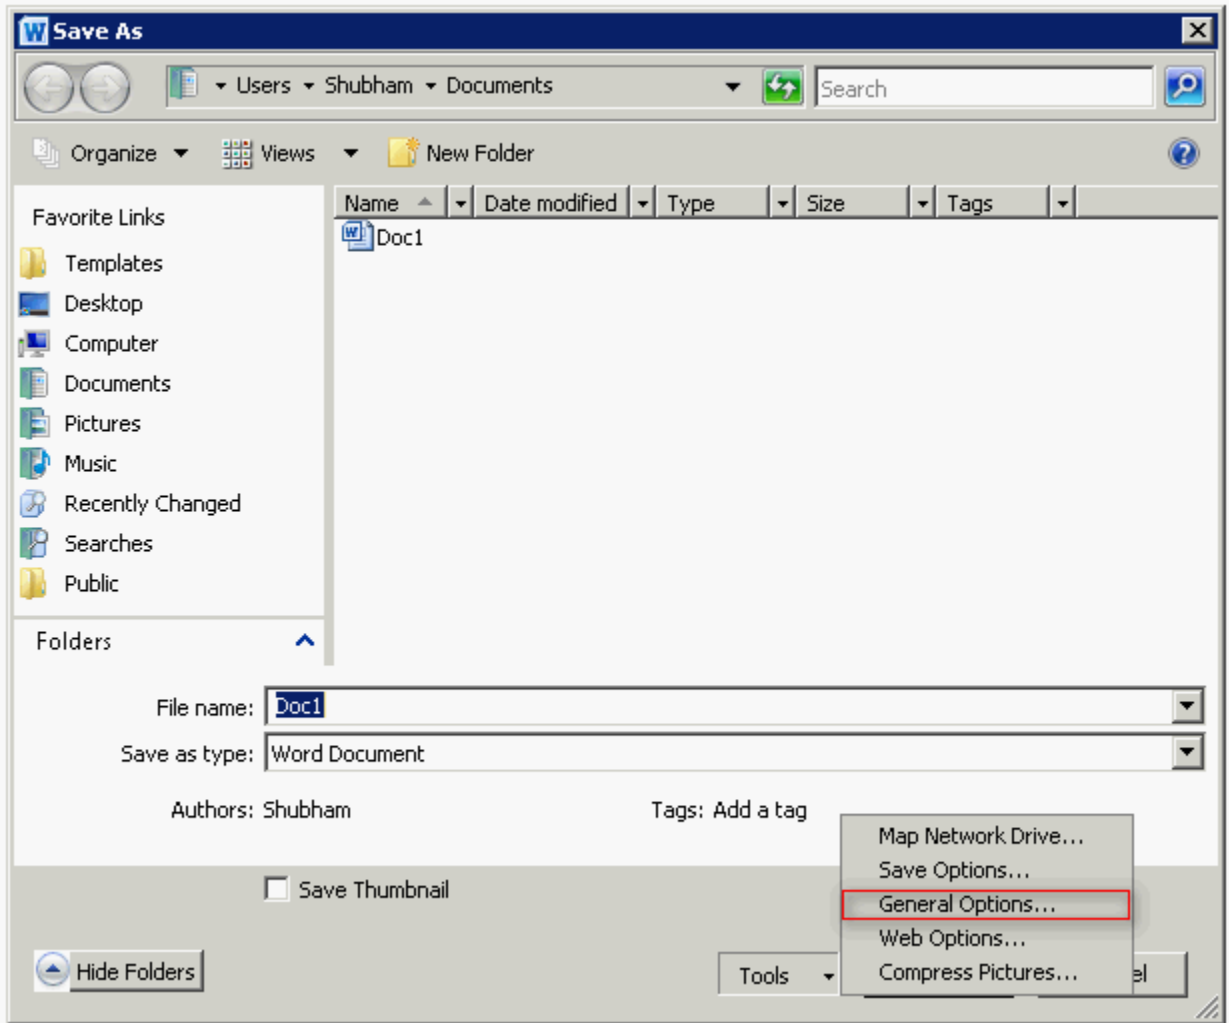 Save As
Users Shubham Documents
Search
Organize Views New Folder
Name Date modified Type Size Tags
Favorite Links
Templates
Desktop
Computer
Documents
Pictures
Music
Recently Changed
Searches
Public
Folders
Doc1
File name: Doc1
Save as type: Word Document
Authors: Shubham Tags: Add a tag
Save Thumbnail
Map Network Drive...
Save Options...
General Options...
Web Options...
Compress Pictures...
Hide Folders
Tools